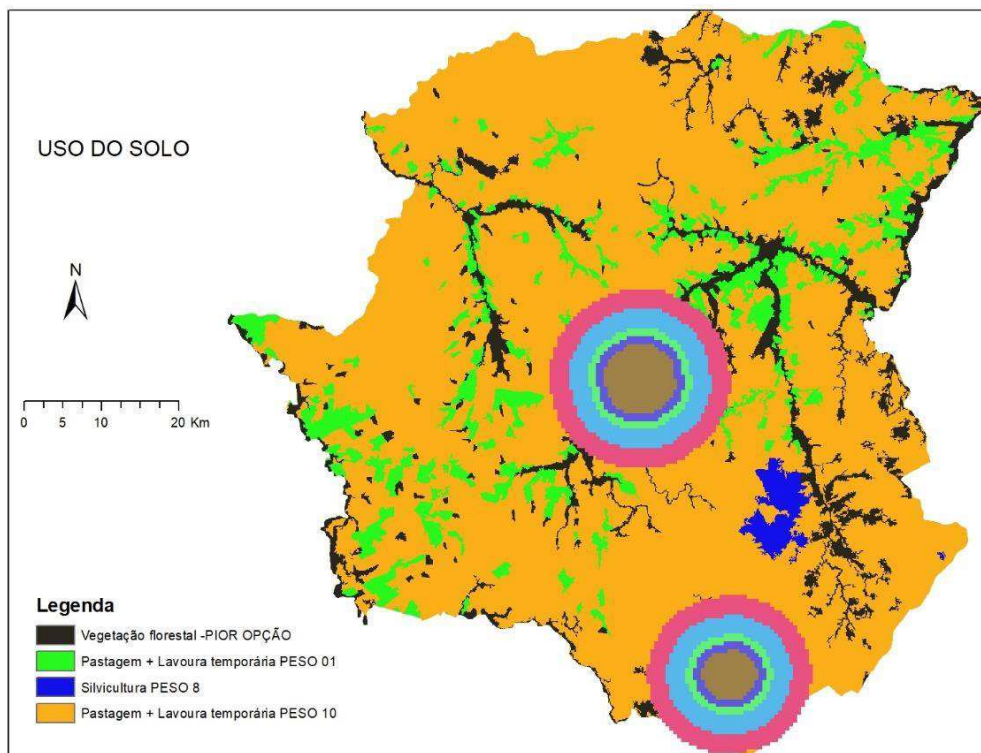 USO DO SOLO
N
0 5 10 20 Km
Legenda
Vegetação florestal -PIOR OPÇÃO
Pastagem + Lavoura temporária PESO 01
Silvicultura PESO 8
Pastagem + Lavoura temporária PESO 10